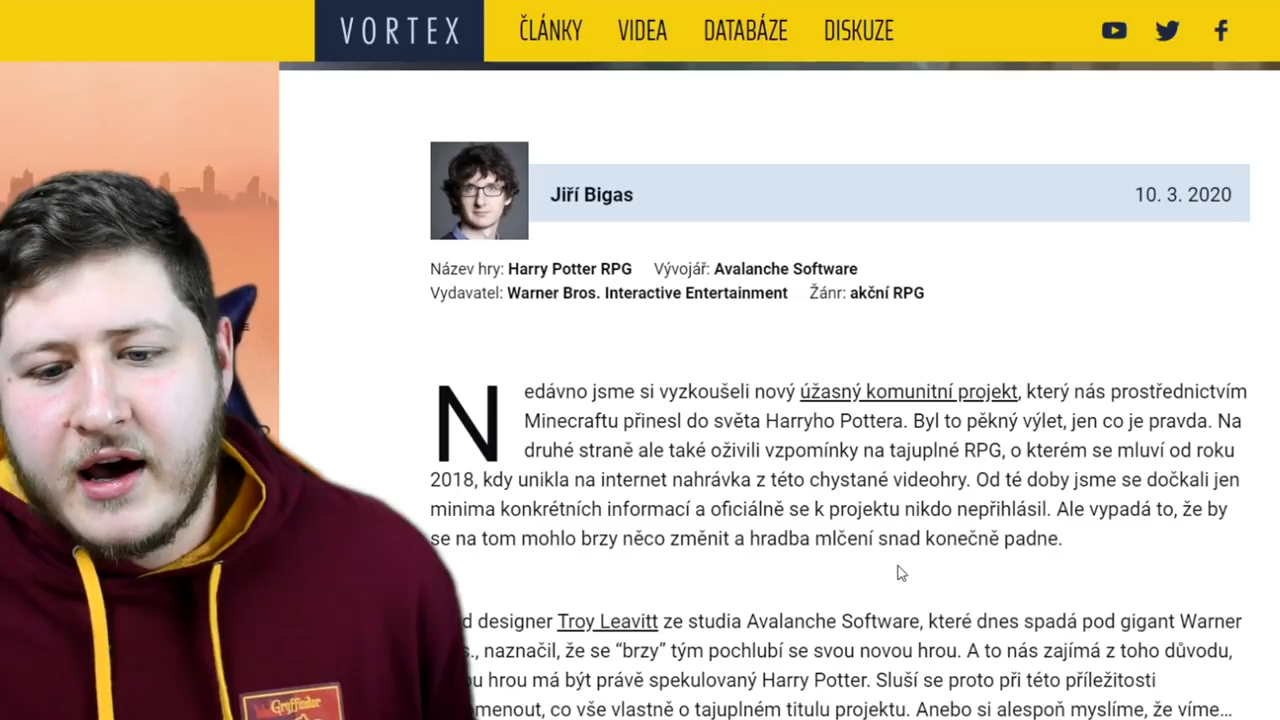 VORTEX ČLÁNKY VIDEA DATABÁZE DISKUZE
Jiří Bigas 10. 3. 2020
Název hry: Harry Potter RPG Vývojář: Avalanche Software
Vydavatel: Warner Bros. Interactive Entertainment Žánr: akční RPG
Nedávno jsme si vyzkoušeli nový úžasný komunitní projekt, který nás prostřednictvím
Minecraftu přinesl do světa Harryho Pottera. Byl to pěkný výlet, jen co je pravda. Na
druhé straně ale také oživili vzpomínky na tajuplné RPG, o kterém se mluví od roku
2018, kdy unikla na internet nahrávka z této chystané videohry. Od té doby jsme se dočkali jen
minima konkrétních informací a oficiálně se k projektu nikdo nepřihlásil. Ale vypadá to, že by
se na tom mohlo brzy něco změnit a hradba mlčení snad konečně padne.
designer Troy Leavitt ze studia Avalanche Software, které dnes spadá pod gigant Warner
naznačil, že se “brzy” tým pochlubí se svou novou hrou. A to nás zajímá z toho důvodu,
hrou má být právě spekulovaný Harry Potter. Sluší se proto při této příležitosti
co vše vlastně o tajuplném titulu projektu. Anebo si alespoň myslíme, že víme…
Gryffindor